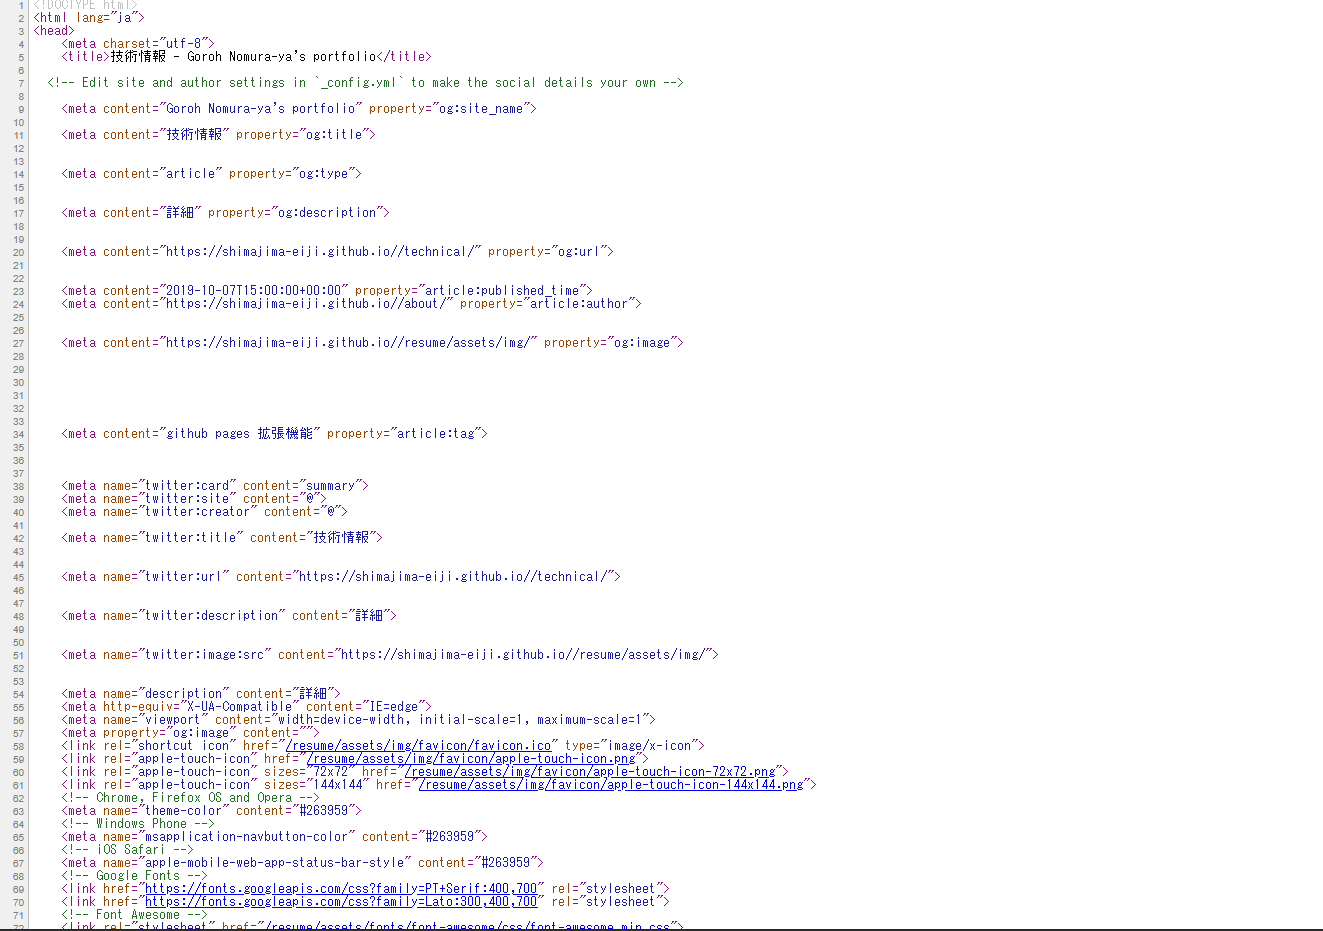 1 <!DOCTYPE html>
2 <html lang="ja">
3 <head>
4 <meta charset="utf-8">
5 <title>技術情報 - Goroh Nomura-ya's portfolio</title>
6
7 <!-- Edit site and author settings in `_config.yml` to make the social details your own -->
8
9 <meta content="Goroh Nomura-ya's portfolio" property="og:site_name">
10
11 <meta content="技術情報" property="og:title">
12
13
14 <meta content="article" property="og:type">
15
16
17 <meta content="詳細" property="og:description">
18
19
20 <meta content="https://shimajima-eiji.github.io//technical/" property="og:url">
21
22
23 <meta content="2019-10-07T15:00:00+00:00" property="article:published_time">
24 <meta content="https://shimajima-eiji.github.io//about/" property="article:author">
25
26
27 <meta content="https://shimajima-eiji.github.io//resume/assets/img/" property="og:image">
28
29
30
31
32
33
34 <meta content="github pages 拡張機能" property="article:tag">
35
36
37
38 <meta name="twitter:card" content="summary">
39 <meta name="twitter:site" content="@">
40 <meta name="twitter:creator" content="@">
41
42 <meta name="twitter:title" content="技術情報">
43
44
45 <meta name="twitter:url" content="https://shimajima-eiji.github.io//technical/">
46
47
48 <meta name="twitter:description" content="詳細">
49
50
51 <meta name="twitter:image:src" content="https://shimajima-eiji.github.io//resume/assets/img/">
52
53
54 <meta name="description" content="詳細">
55 <meta http-equiv="X-UA-Compatible" content="IE=edge">
56 <meta name="viewport" content="width=device-width, initial-scale=1, maximum-scale=1">
57 <meta property="og:image" content="">
58 <link rel="shortcut icon" href="/resume/assets/img/favicon/favicon.ico" type="image/x-icon">
59 <link rel="apple-touch-icon" href="/resume/assets/img/favicon/apple-touch-icon.png">
60 <link rel="apple-touch-icon" sizes="72x72" href="/resume/assets/img/favicon/apple-touch-icon-72x72.png">
61 <link rel="apple-touch-icon" sizes="144x144" href="/resume/assets/img/favicon/apple-touch-icon-144x144.png">
62 <!-- Chrome, Firefox OS and Opera -->
63 <meta name="theme-color" content="#263959">
64 <!-- Windows Phone -->
65 <meta name="msapplication-navbutton-color" content="#263959">
66 <!-- iOS Safari -->
67 <meta name="apple-mobile-web-app-status-bar-style" content="#263959">
68 <!-- Google Fonts -->
69 <link href="https://fonts.googleapis.com/css?family=PT+Serif:400,700" rel="stylesheet">
70 <link href="https://fonts.googleapis.com/css?family=Lato:300,400,700" rel="stylesheet">
71 <!-- Font Awesome -->
72 <link rel="stylesheet" href="/resume/assets/fonts/font-awesome/css/font-awesome.min.css">